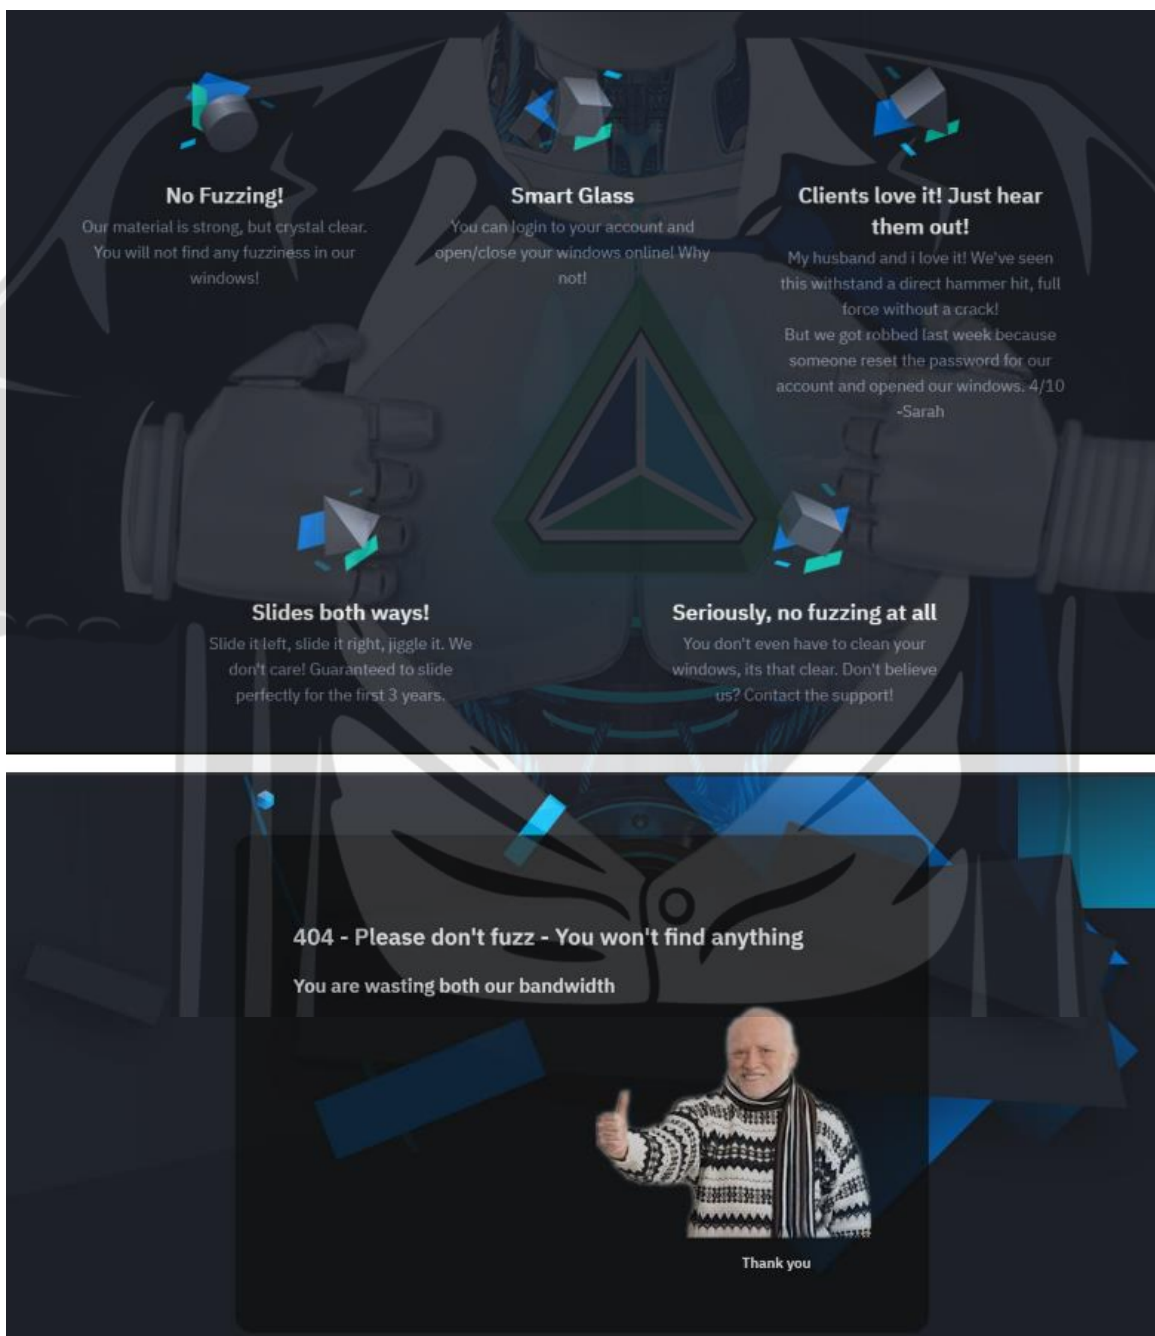 No Fuzzing!
Our material is strong, but crystal clear.
You will not find any fuzziness in our
windows!
Smart Glass
You can login to your account and
open/close your windows online! Why
not!
Clients love it! Just hear
them out!
My husband and i love it! We've seen
this withstand a direct hammer hit, full
force without a crack!
But we got robbed last week because
someone reset the password for our
account and opened our windows. 4/10
-Sarah
Slides both ways!
Slide it left, slide it right, jiggle it. We
don't care! Guaranteed to slide
perfectly for the first 3 years.
Seriously, no fuzzing at all
You don't even have to clean your
windows, its that clear. Don't believe
us? Contact the support!
404 - Please don't fuzz - You won't find anything
You are wasting both our bandwidth
Thank you